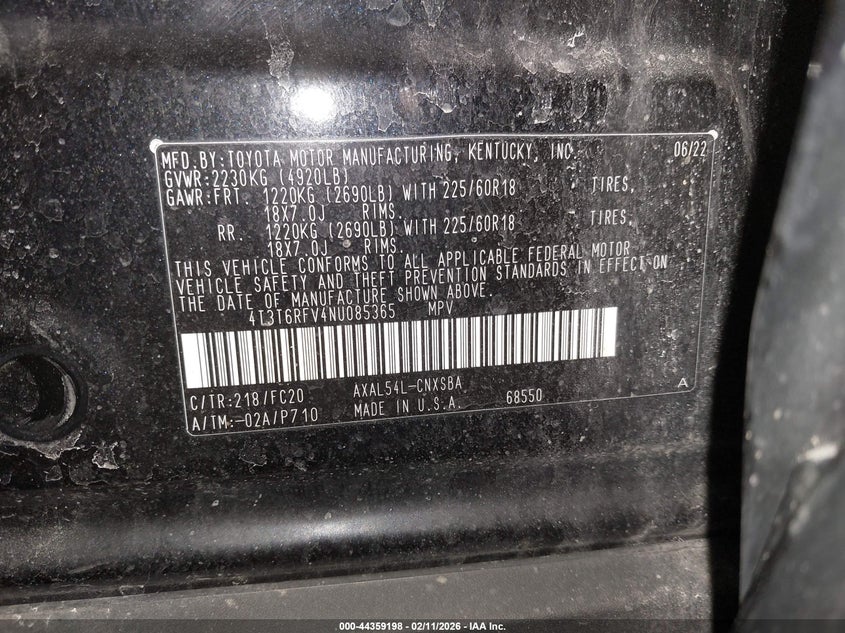 MFD.BY:TOYOTA MOTOR MANUFACTURING, KENTUCKY, INC. 06/22
GVWR:2230KG (4920LB)
GAWR:FRT. 1220KG (2690LB) WITH 225/60R18 TIRES,
18X7.0J RIMS.
RR. 1220KG (2690LB) WITH 225/60R18 TIRES,
18X7.0J RIMS.
THIS VEHICLE CONFORMS TO ALL APPLICABLE FEDERAL MOTOR
VEHICLE SAFETY AND THEFT PREVENTION STANDARDS IN EFFECT ON
THE DATE OF MANUFACTURE SHOWN ABOVE.
4T3T6RFV4NU085365 MPV
C/TR:218/FC20 AXAL54L-CNXSBA A
A/TM:-02A/P710 MADE IN U.S.A. 68550
000-44359198 - 02/11/2026 - IAA Inc.